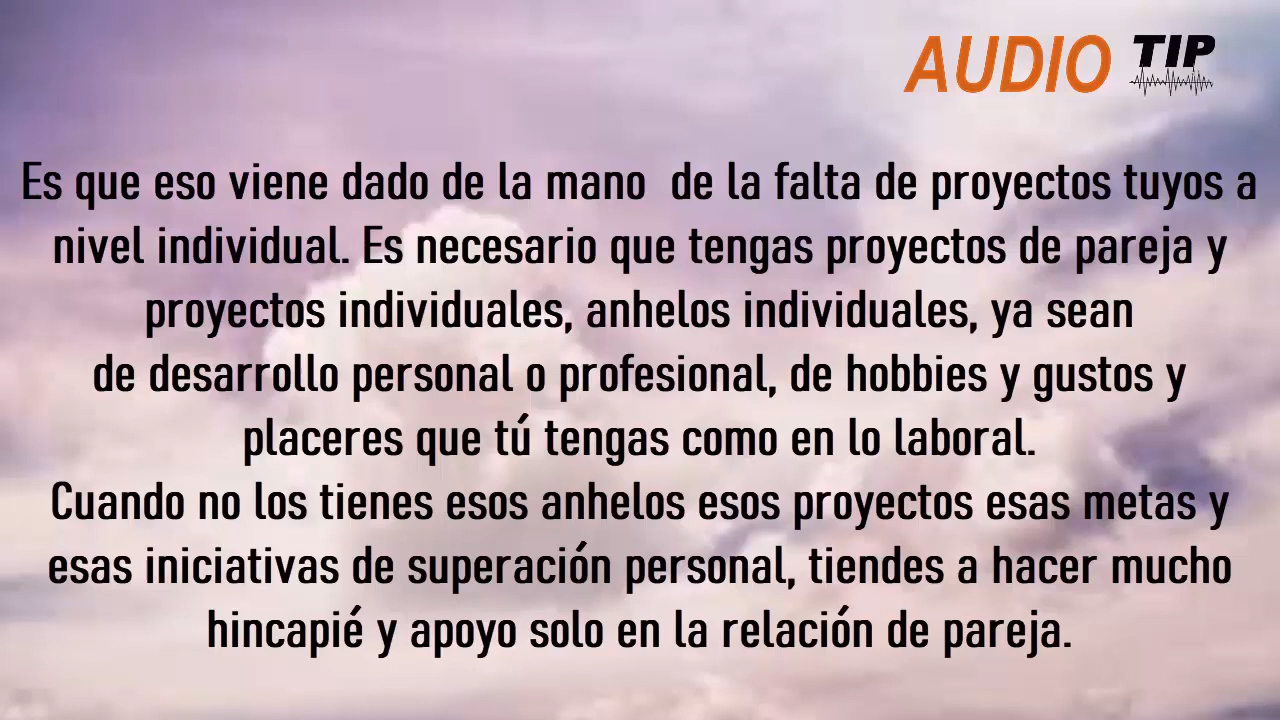 AUDIO TIP
Es que eso viene dado de la mano de la falta de proyectos tuyos a
nivel individual. Es necesario que tengas proyectos de pareja y
proyectos individuales, anhelos individuales, ya sean
de desarrollo personal o profesional, de hobbies y gustos y
placeres que tú tengas como en lo laboral.
Cuando no los tienes esos anhelos esos proyectos esas metas y
esas iniciativas de superación personal, tiendes a hacer mucho
hincapié y apoyo solo en la relación de pareja.